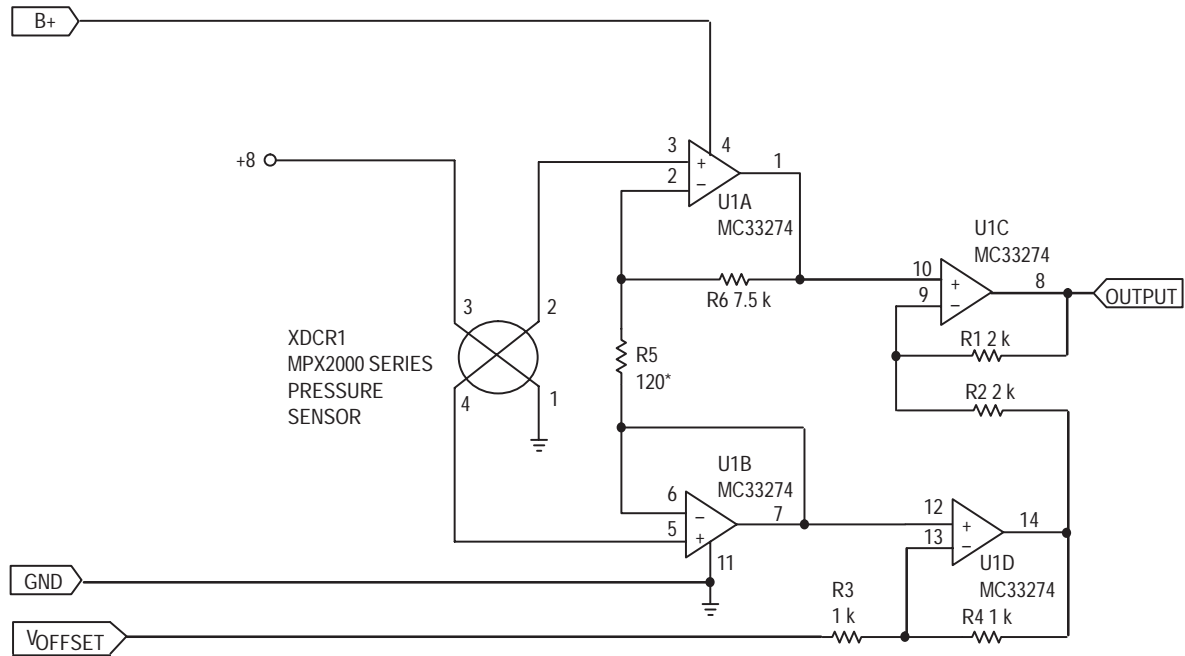 B+
+8
3
4
1
2
+
−
U1A
MC33274
U1C
MC33274
10
8
9
+
−
OUTPUT
R6 7.5 k
3
2
XDCR1
MPX2000 SERIES
PRESSURE
SENSOR
4
1
R5
120*
R1 2 k
R2 2 k
U1B
MC33274
6
7
5
−
+
12
14
13
+
−
11
U1D
MC33274
GND
R3
1 k
R4 1 k
VOFFSET